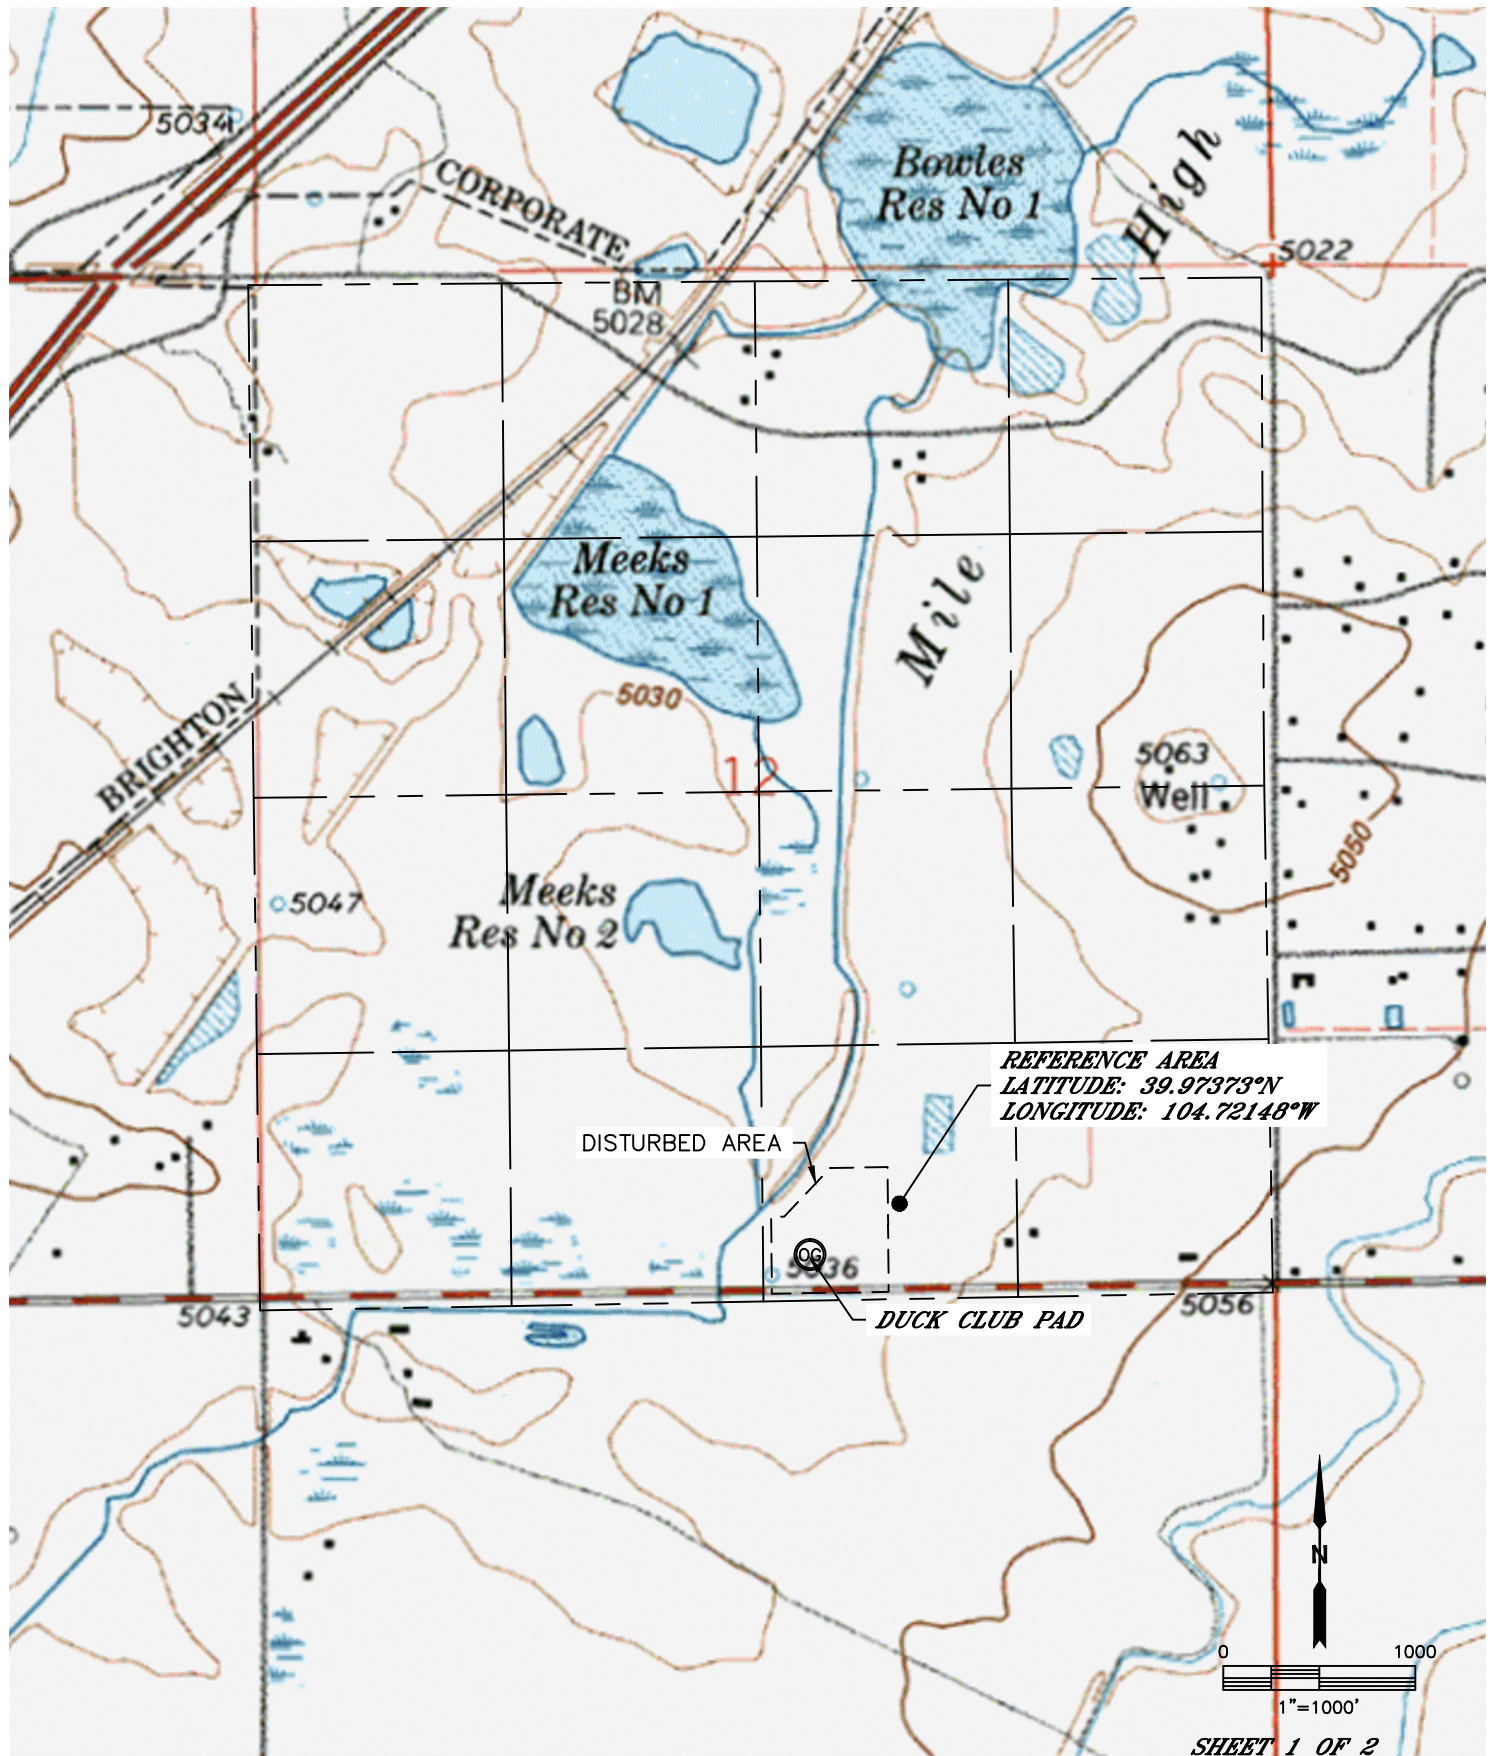 5034
CORPORATE
Bowles
Res No 1
High
5022
BM
5028
Meeks
Res No 1
Mile
5030
BRIGHTON
12
5063
Well
5050
Meeks
Res No 2
5047
REFERENCE AREA
LATITUDE: 39.97373°N
LONGITUDE: 104.72148°W
DISTURBED AREA
OG
5036
5043
5056
DUCK CLUB PAD
N
0 1000
1"=1000'
SHEET 1 OF 2